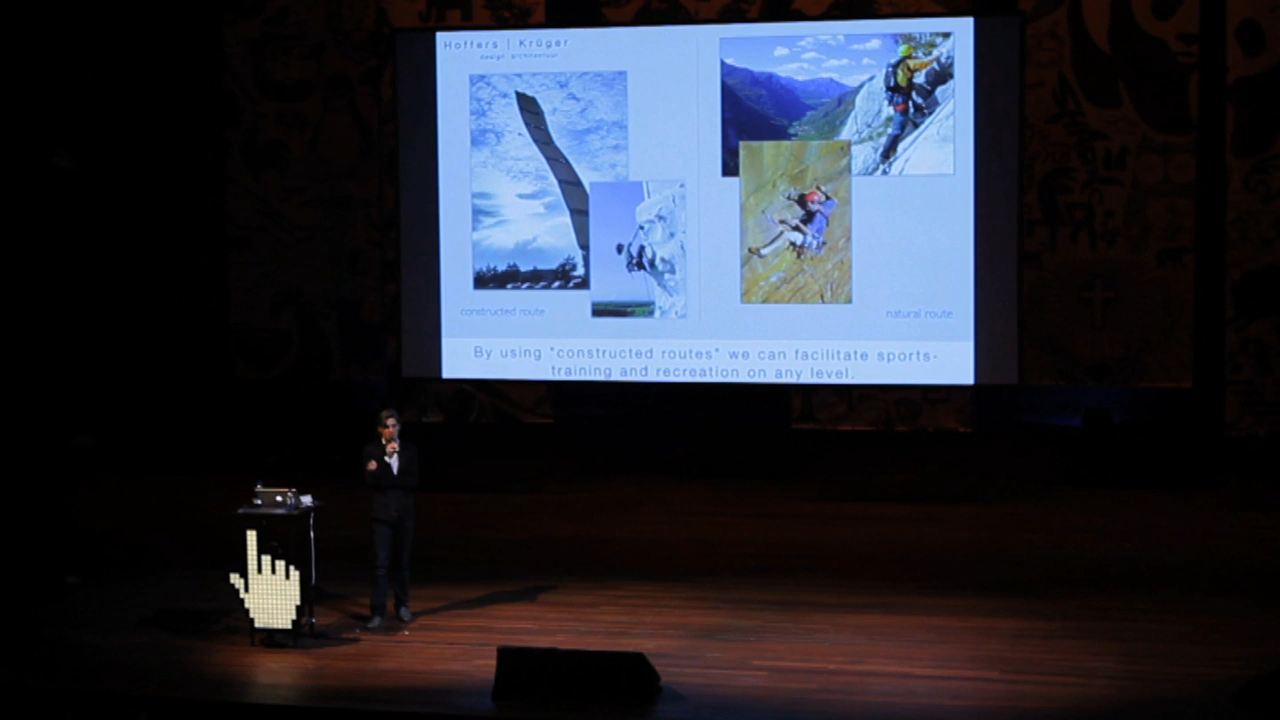 Hoffers | Krüger
design architectuur
constructed route
natural route
By using "constructed routes" we can facilitate sports-
training and recreation on any level.